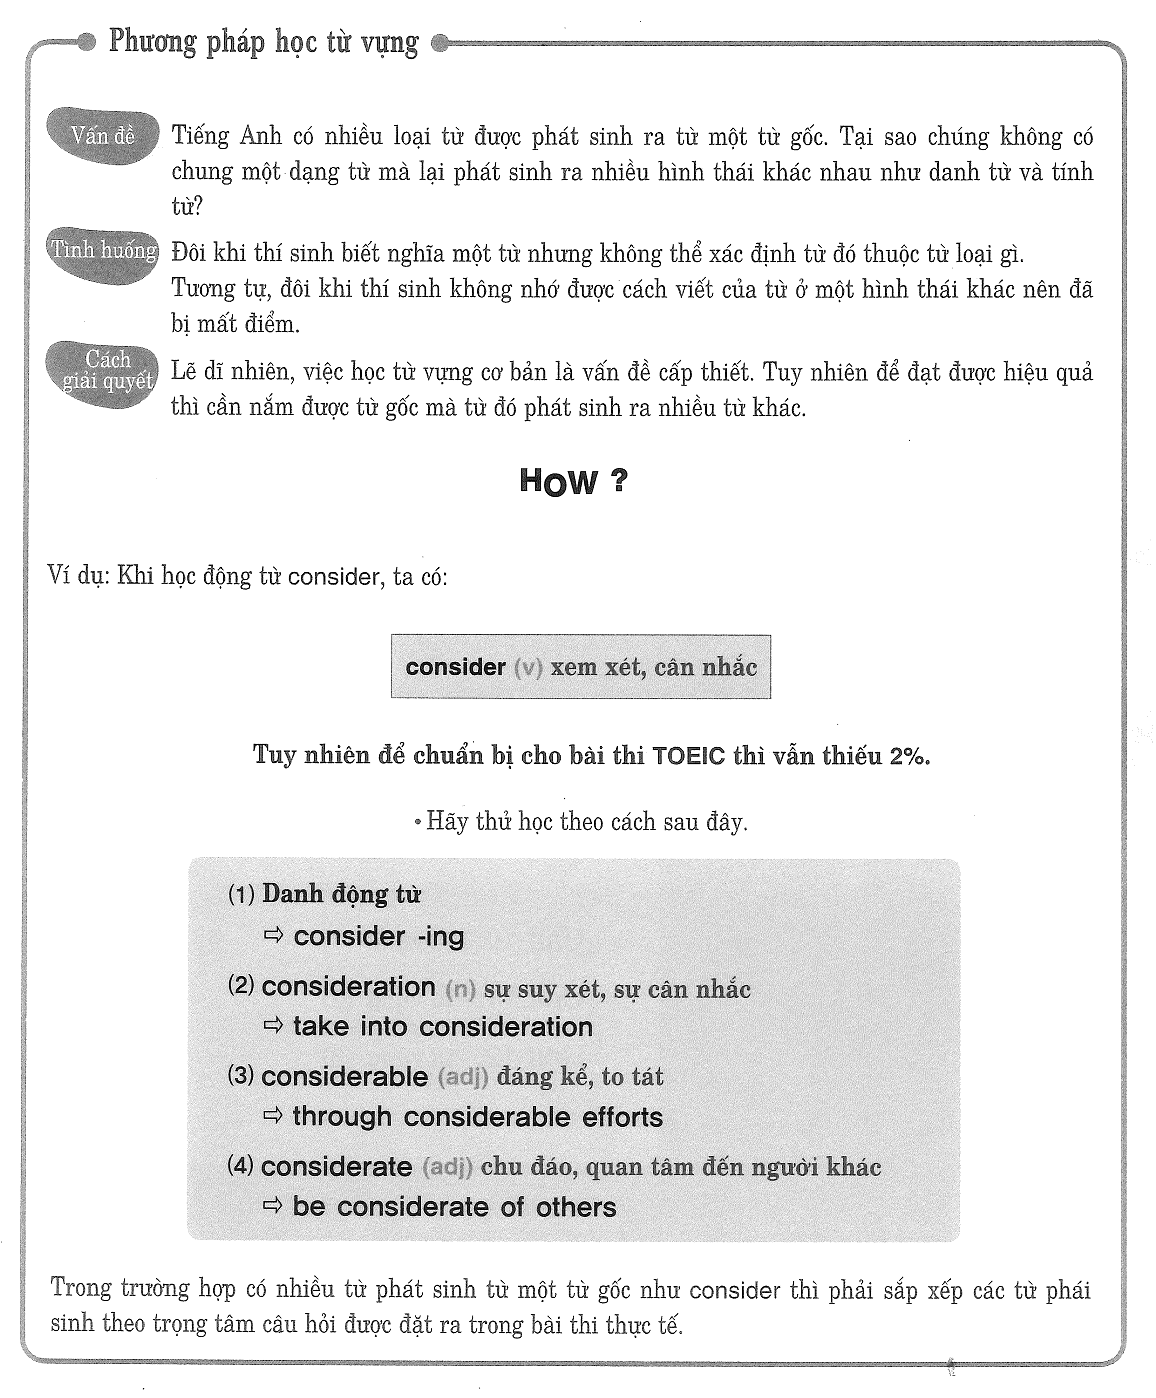 Phương pháp học từ vựng
Vấn đề
Tiếng Anh có nhiều loại từ được phát sinh ra từ một từ gốc. Tại sao chúng không có
chung một dạng từ mà lại phát sinh ra nhiều hình thái khác nhau như danh từ và tính
từ?
Tình huống
Đôi khi thí sinh biết nghĩa một từ nhưng không thể xác định từ đó thuộc từ loại gì.
Tương tự, đôi khi thí sinh không nhớ được cách viết của từ ở một hình thái khác nên đã
bị mất điểm.
Cách
giải quyết
Lẽ dĩ nhiên, việc học từ vựng cơ bản là vấn đề cấp thiết. Tuy nhiên để đạt được hiệu quả
thì cần nắm được từ gốc mà từ đó phát sinh ra nhiều từ khác.
How ?
Ví dụ: Khi học động từ consider, ta có:
consider (v) xem xét, cân nhắc
Tuy nhiên để chuẩn bị cho bài thi TOEIC thì vẫn thiếu 2%.
• Hãy thử học theo cách sau đây.
(1) Danh động từ
⇨ consider -ing
(2) consideration (n) sự suy xét, sự cân nhắc
⇨ take into consideration
(3) considerable (adj) đáng kể, to tát
⇨ through considerable efforts
(4) considerate (adj) chu đáo, quan tâm đến người khác
⇨ be considerate of others
Trong trường hợp có nhiều từ phát sinh từ một từ gốc như consider thì phải sắp xếp các từ phái
sinh theo trọng tâm câu hỏi được đặt ra trong bài thi thực tế.